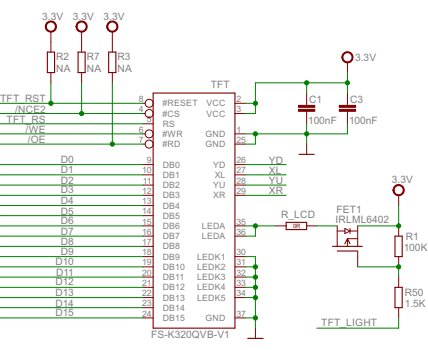 3.3V 3.3V 3.3V
R2 NA R7 NA R3 NA
3.3V
TFT
C1 100nF C3 100nF
TFT_RST 8 #RESET VCC 2
/NCE2 4 #CS VCC 3
TFT_RS 5 RS
/WE 6 #WR GND 1
/OE 7 #RD GND 25
D0 9 DB0 YD 26 YD
D1 10 DB1 XL 27 XL
D2 11 DB2 YU 28 YU
D3 12 DB3 XR 29 XR
D4 13 DB4
D5 14 DB5
D6 15 DB6 LEDA 35
D7 16 DB7 LEDA 36
D8 17 DB8
D9 18 DB9 LEDK1 30
D10 19 DB10 LEDK2 31
D11 20 DB11 LEDK3 32
D12 21 DB12 LEDK4 33
D13 22 DB13 LEDK5 34
D14 23 DB14
D15 24 DB15 GND 37
FS-K320QVB-V1
R_LCD
0R
3.3V
FET1
IRLML6402
R1
100K
R50
1.5K
TFT_LIGHT